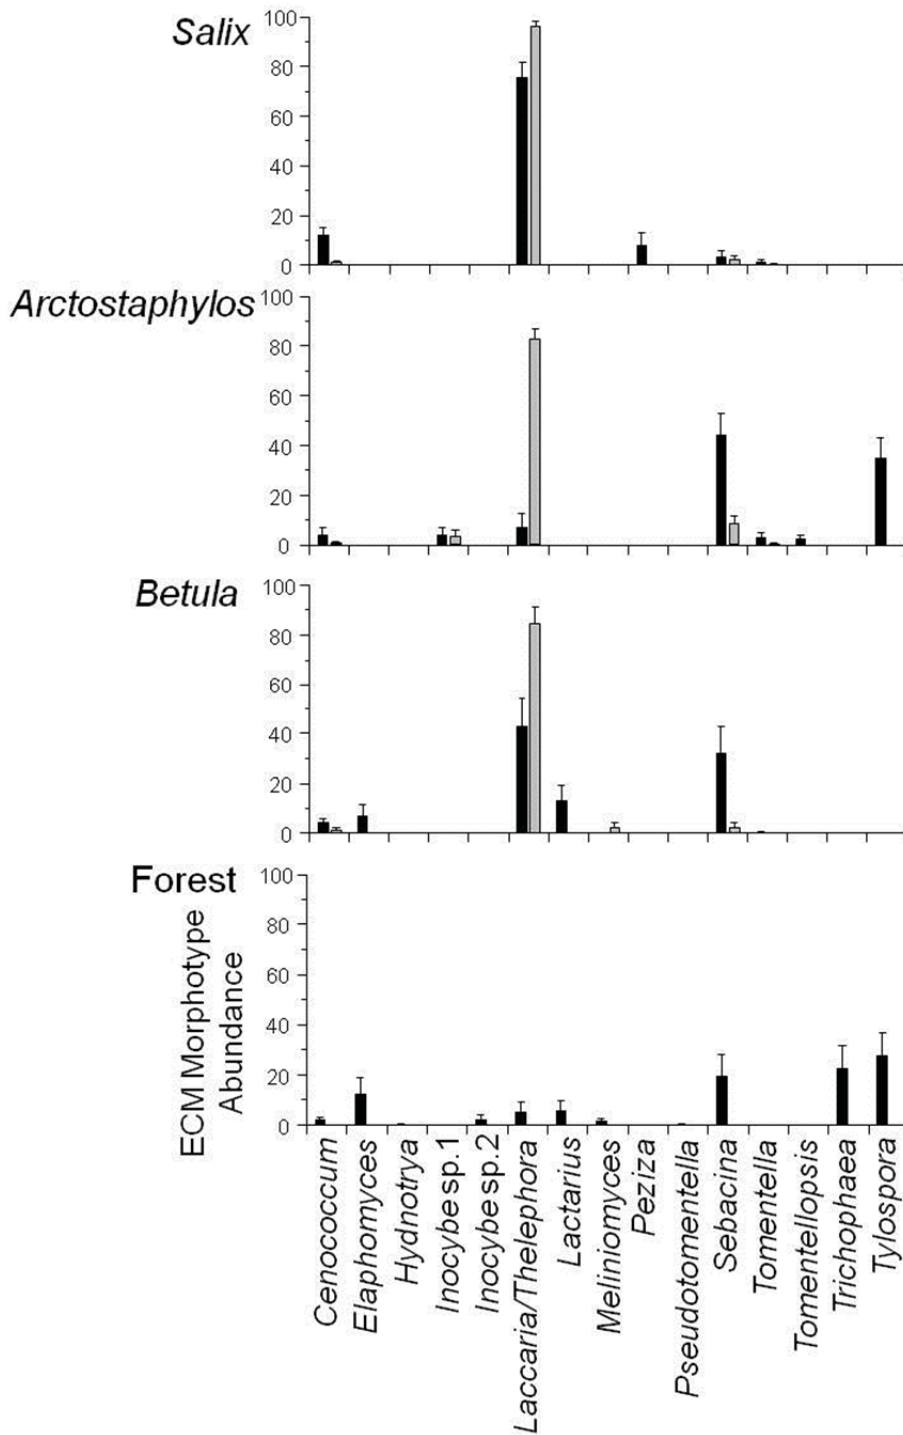 Salix
100
80
60
40
20
0
Arctostaphylos
100
80
60
40
20
0
Betula
100
80
60
40
20
0
Forest
ECM Morphotype
Abundance
100
80
60
40
20
0
Cenococcum
Elaphomyces
Hydnotrya
Inocybe sp.1
Inocybe sp.2
Laccaria/Thelephora
Lactarius
Meliniomyces
Peziza
Pseudotomentella
Sebacina
Tomentella
Tomentellopsis
Trichophaea
Tylospora